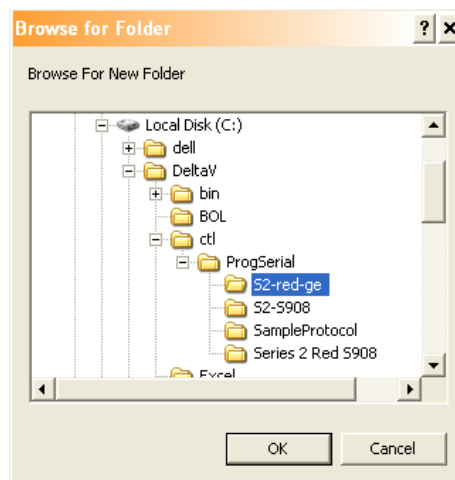 Browse for Folder
Browse For New Folder
Local Disk (C:)
dell
DeltaV
bin
BOL
ctl
ProgSerial
S2-red-ge
S2-S908
SampleProtocol
Series 2 Red S908
Excel
OK Cancel